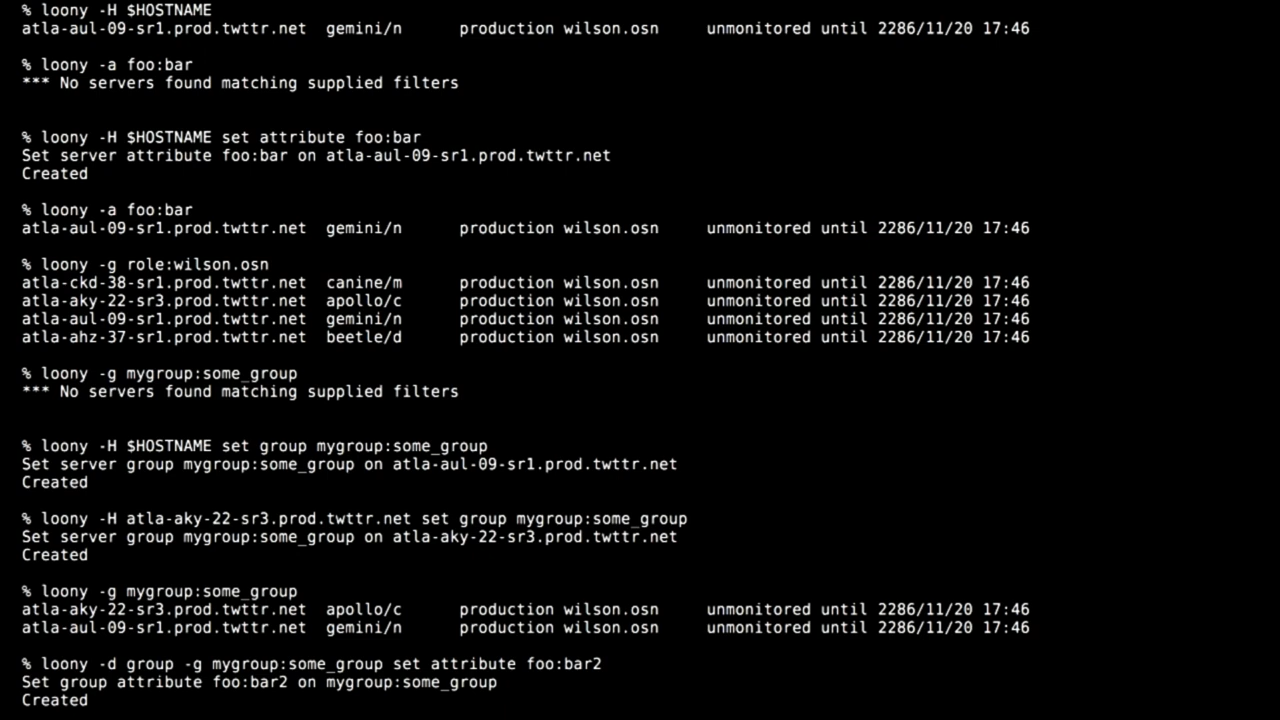 % loony -H $HOSTNAME
atla-aul-09-sr1.prod.twttr.net  gemini/n      production wilson.osn     unmonitored until 2286/11/20 17:46
% loony -a foo:bar
*** No servers found matching supplied filters
% loony -H $HOSTNAME set attribute foo:bar
Set server attribute foo:bar on atla-aul-09-sr1.prod.twttr.net
Created
% loony -a foo:bar
atla-aul-09-sr1.prod.twttr.net  gemini/n      production wilson.osn     unmonitored until 2286/11/20 17:46
% loony -g role:wilson.osn
atla-ckd-38-sr1.prod.twttr.net  canine/m      production wilson.osn     unmonitored until 2286/11/20 17:46
atla-aky-22-sr3.prod.twttr.net  apollo/c      production wilson.osn     unmonitored until 2286/11/20 17:46
atla-aul-09-sr1.prod.twttr.net  gemini/n      production wilson.osn     unmonitored until 2286/11/20 17:46
atla-ahz-37-sr1.prod.twttr.net  beetle/d      production wilson.osn     unmonitored until 2286/11/20 17:46
% loony -g mygroup:some_group
*** No servers found matching supplied filters
% loony -H $HOSTNAME set group mygroup:some_group
Set server group mygroup:some_group on atla-aul-09-sr1.prod.twttr.net
Created
% loony -H atla-aky-22-sr3.prod.twttr.net set group mygroup:some_group
Set server group mygroup:some_group on atla-aky-22-sr3.prod.twttr.net
Created
% loony -g mygroup:some_group
atla-aky-22-sr3.prod.twttr.net  apollo/c      production wilson.osn     unmonitored until 2286/11/20 17:46
atla-aul-09-sr1.prod.twttr.net  gemini/n      production wilson.osn     unmonitored until 2286/11/20 17:46
% loony -d group -g mygroup:some_group set attribute foo:bar2
Set group attribute foo:bar2 on mygroup:some_group
Created